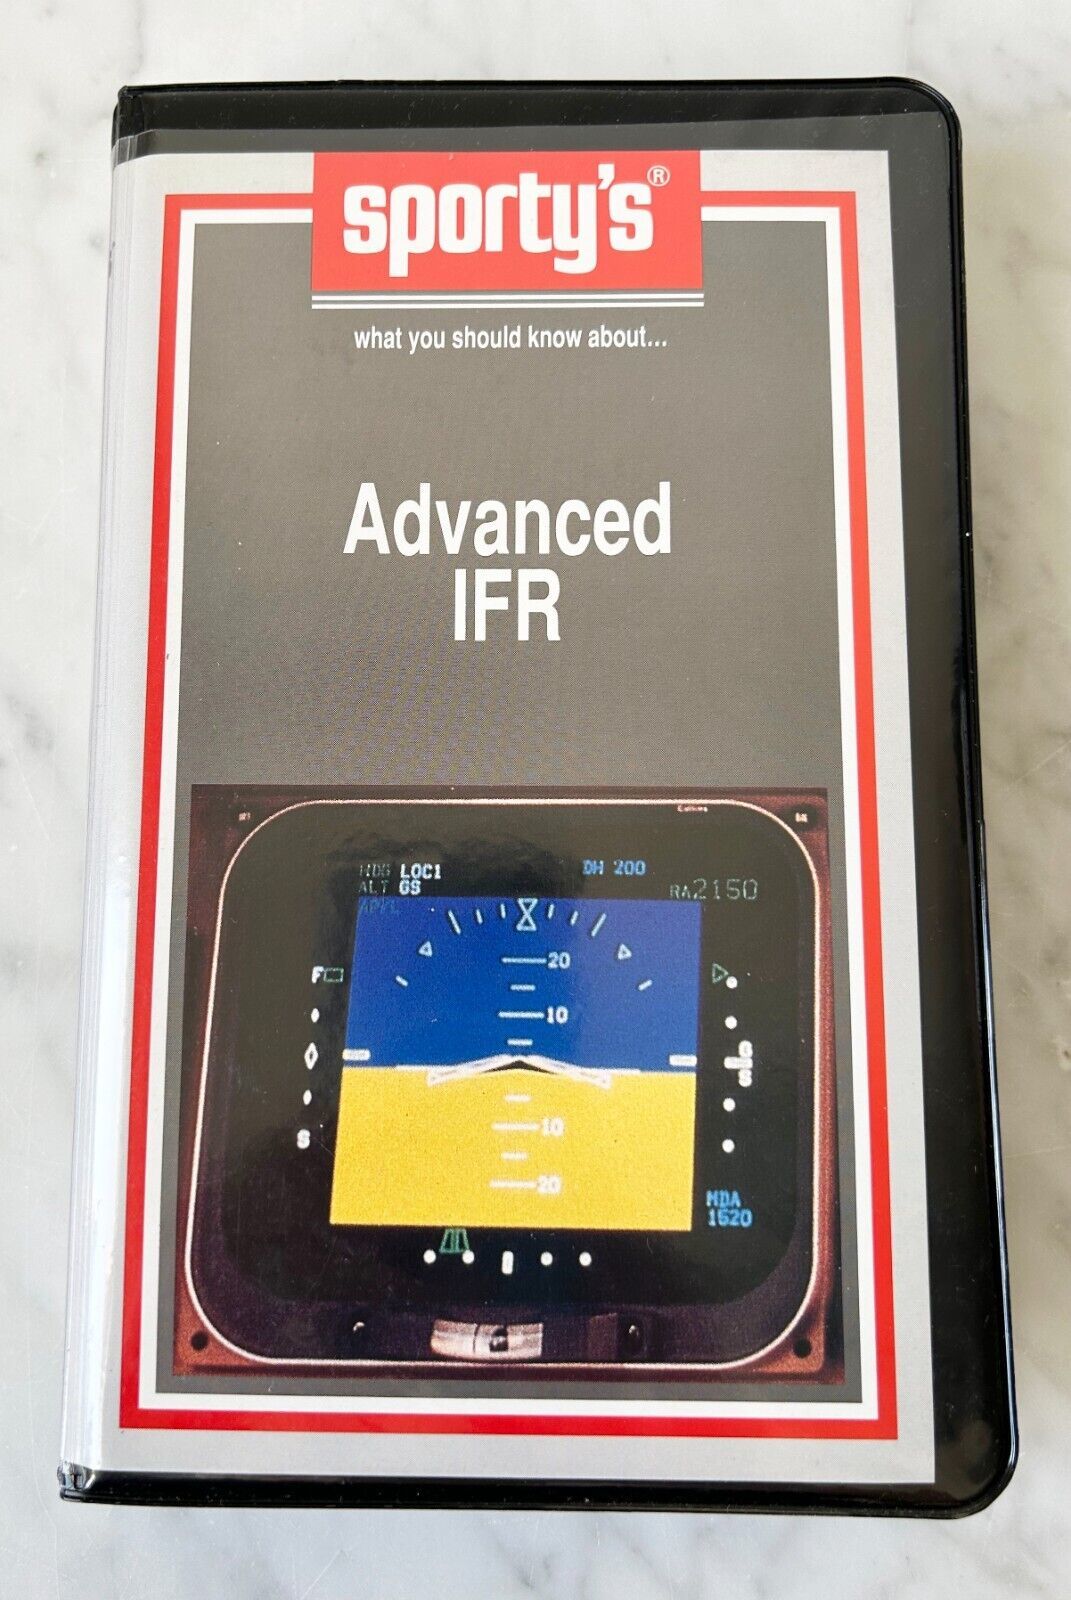 sporty's®
what you should know about...
Advanced
IFR
Collins
HDG LOC1
DH 200
ALT GS
RA2150
APPL
20
F
10
G
S
10
S
20
MDA
1520